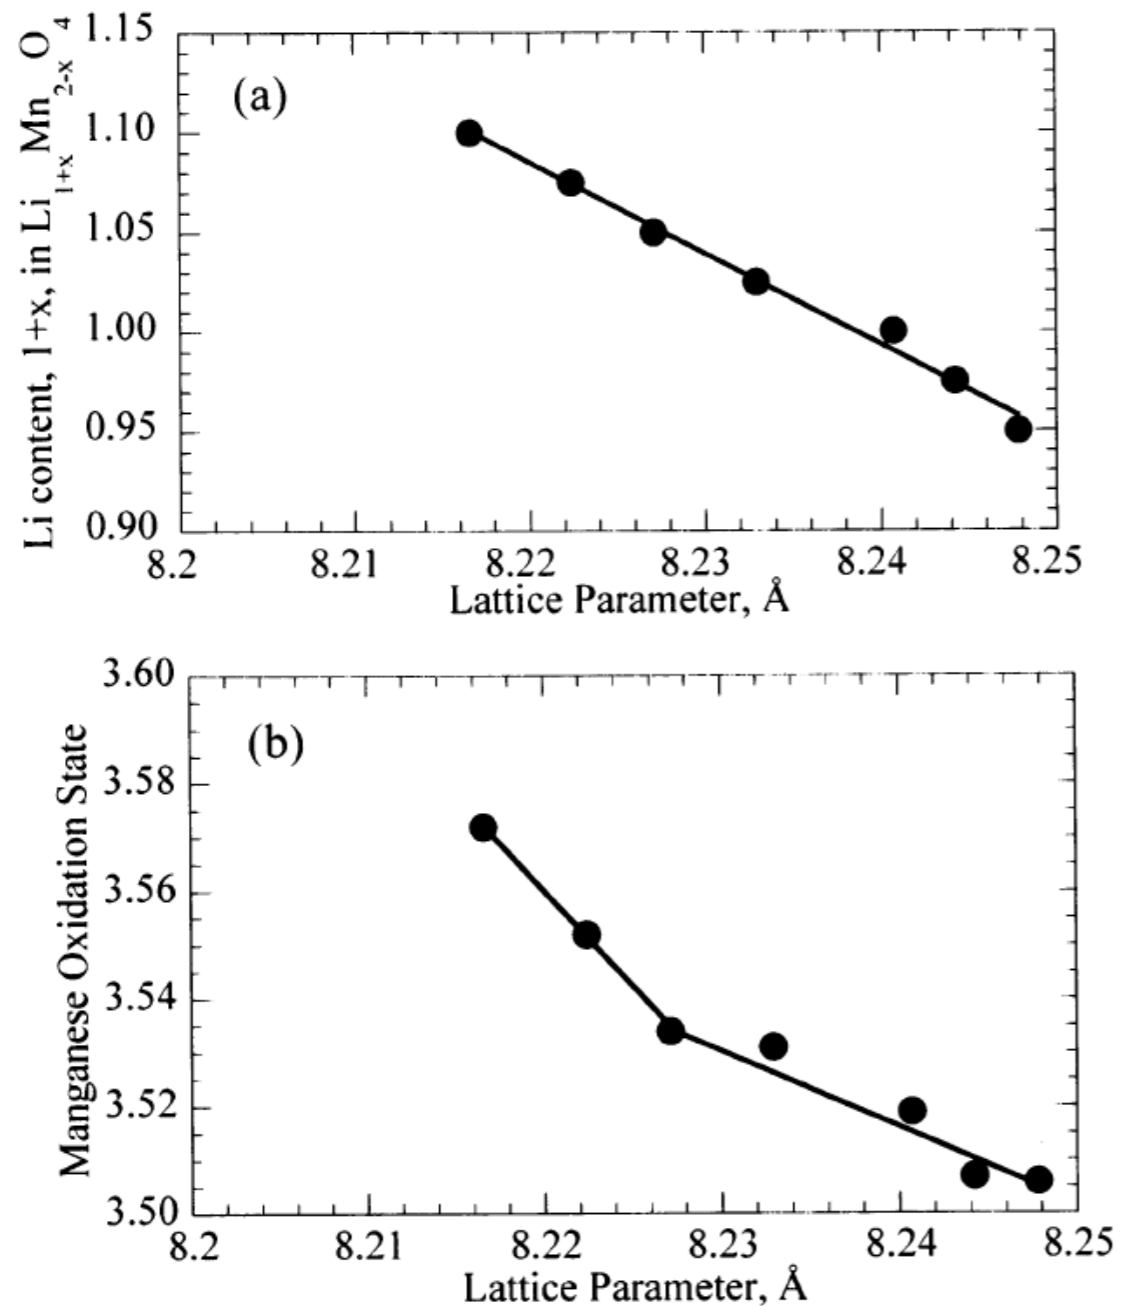 Li content, 1+x, in Li1+xMn2-xO4
1.15
1.10
1.05
1.00
0.95
0.90
(a)
8.2 8.21 8.22 8.23 8.24 8.25
Lattice Parameter, Å
Manganese Oxidation State
3.60
3.58
3.56
3.54
3.52
3.50
(b)
8.2 8.21 8.22 8.23 8.24 8.25
Lattice Parameter, Å